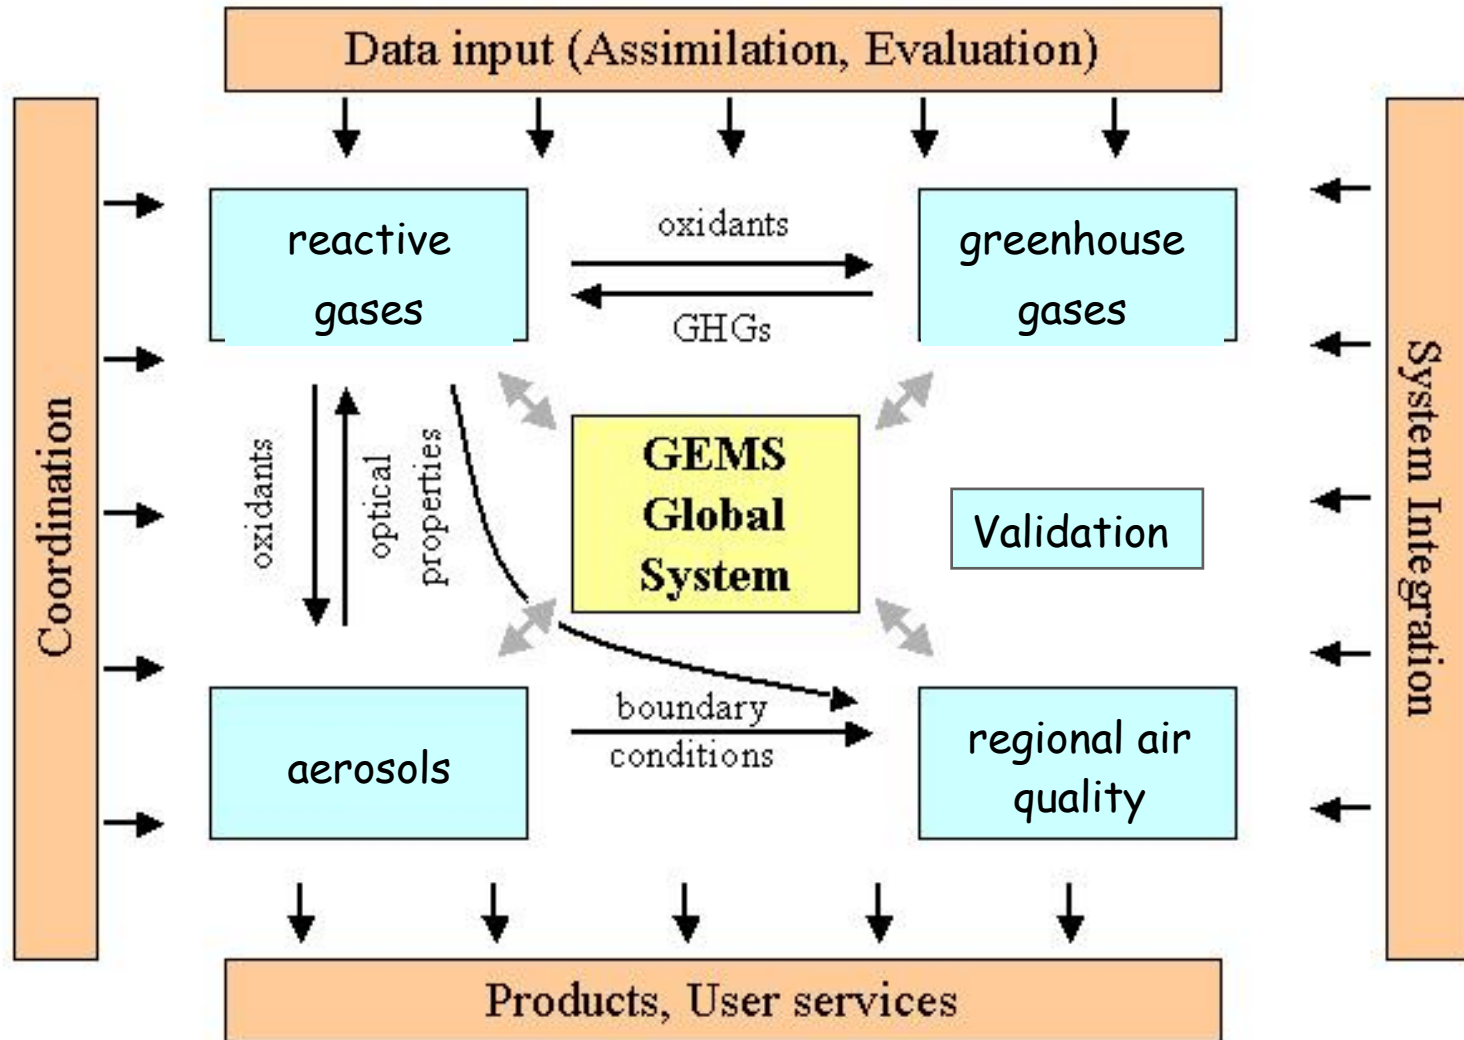 Data input (Assimilation, Evaluation)
Coordination
System Integration
reactive
gases
oxidants
GHGs
greenhouse
gases
oxidants
optical
properties
GEMS
Global
System
Validation
aerosols
boundary
conditions
regional air
quality
Products, User services